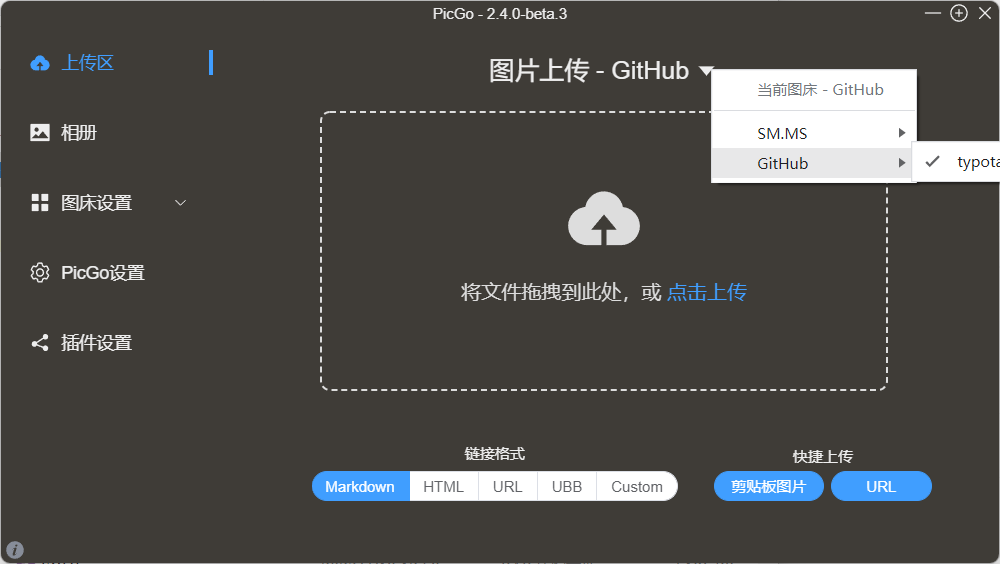 PicGo - 2.4.0-beta.3
上传区
相册
图床设置
PicGo设置
插件设置
图片上传 - GitHub
当前图床 - GitHub
SM.MS
GitHub
将文件拖拽到此处，或 点击上传
链接格式
Markdown HTML URL UBB Custom
快捷上传
剪贴板图片 URL